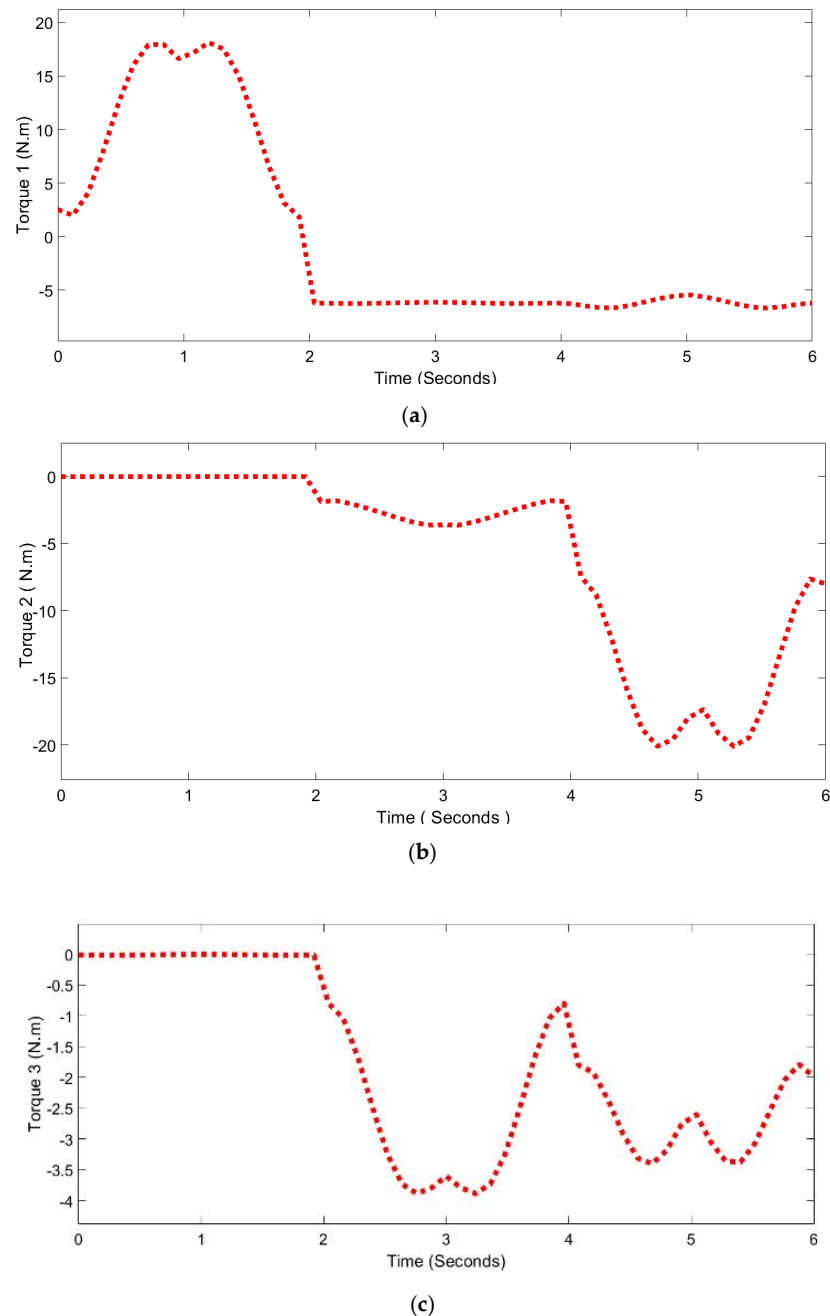 20
15
10
5
0
-5
Torque 1 (N.m)
0 1 2 3 4 5 6
Time (Seconds)
(a)
0
-5
-10
-15
-20
Torque 2 ( N.m)
0 1 2 3 4 5 6
Time ( Seconds )
(b)
0
-0.5
-1
-1.5
-2
-2.5
-3
-3.5
-4
Torque 3 (N.m)
0 1 2 3 4 5 6
Time (Seconds)
(c)